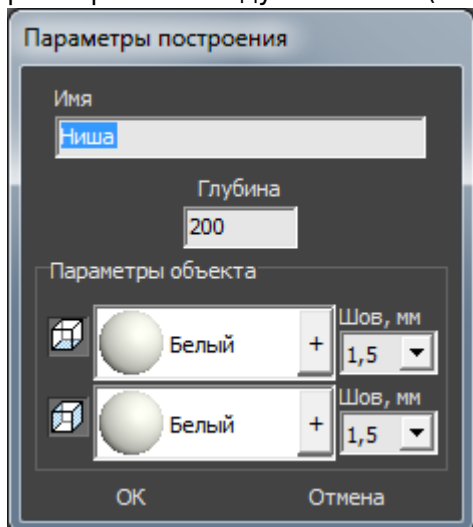 Параметры построения
Имя
Ниша
Глубина
200
Параметры объекта
Шов, мм
Белый + 1,5
Шов, мм
Белый + 1,5
ОК Отмена